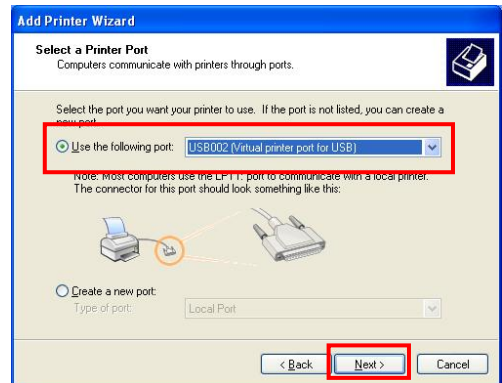 Add Printer Wizard
Select a Printer Port
Computers communicate with printers through ports.
Select the port you want your printer to use. If the port is not listed, you can create a
new port.
Use the following port: USB002 (Virtual printer port for USB)
Note: Most computers use the LPT1: port to communicate with a local printer.
The connector for this port should look something like this:
Create a new port:
Type of port: Local Port
< Back Next > Cancel